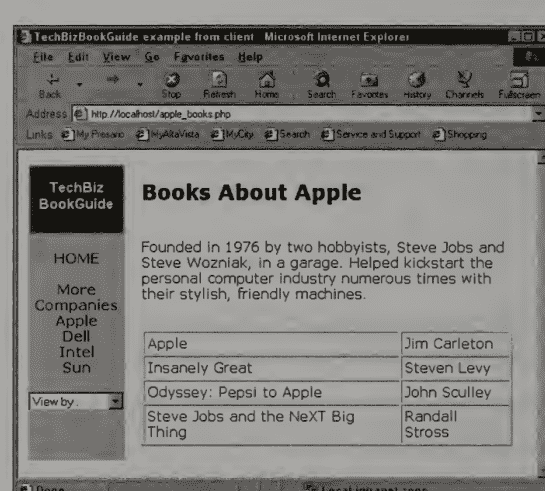 TechBizBookGuide example from client Microsoft Internet Explorer
File Edit View Go Favorites Help
Back Stop Refresh Home Search Favorites History Channels Fullscreen
Address http://localhost/apple_books.php
Links My Presario MyAltaVista MyCity Search Service and Support Shopping
TechBiz
BookGuide
HOME
More
Companies
Apple
Dell
Intel
Sun
View by .
Books About Apple
Founded in 1976 by two hobbyists, Steve Jobs and
Steve Wozniak, in a garage. Helped kickstart the
personal computer industry numerous times with
their stylish, friendly machines.
Apple Jim Carleton
Insanely Great Steven Levy
Odyssey: Pepsi to Apple John Sculley
Steve Jobs and the NeXT Big Randall
Thing Stross
Done Local intranet zone